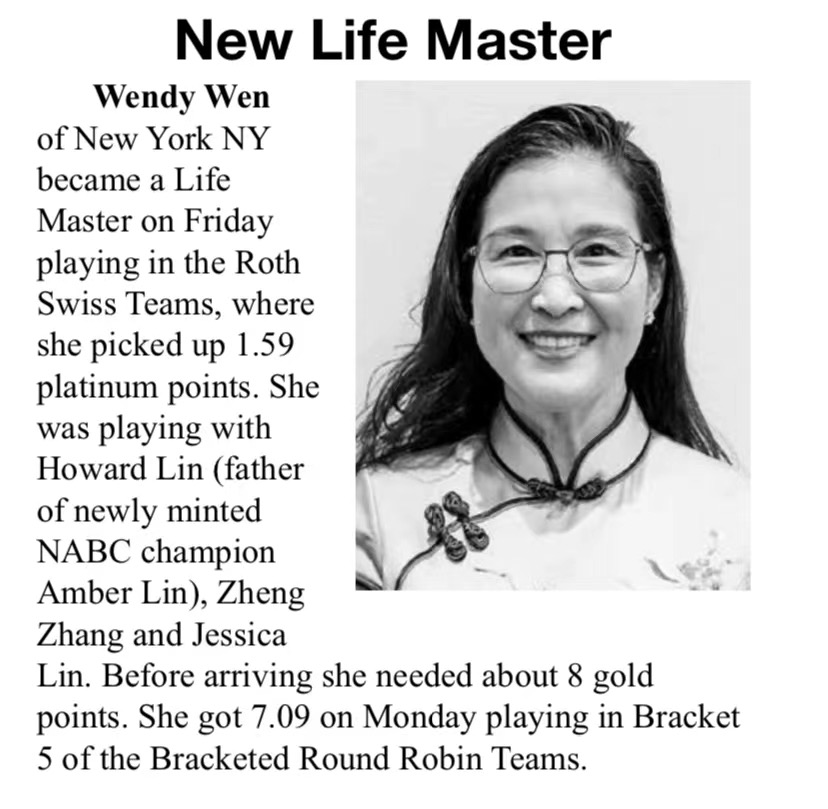 New Life Master
Wendy Wen
of New York NY
became a Life
Master on Friday
playing in the Roth
Swiss Teams, where
she picked up 1.59
platinum points. She
was playing with
Howard Lin (father
of newly minted
NABC champion
Amber Lin), Zheng
Zhang and Jessica
Lin. Before arriving she needed about 8 gold
points. She got 7.09 on Monday playing in Bracket
5 of the Bracketed Round Robin Teams.